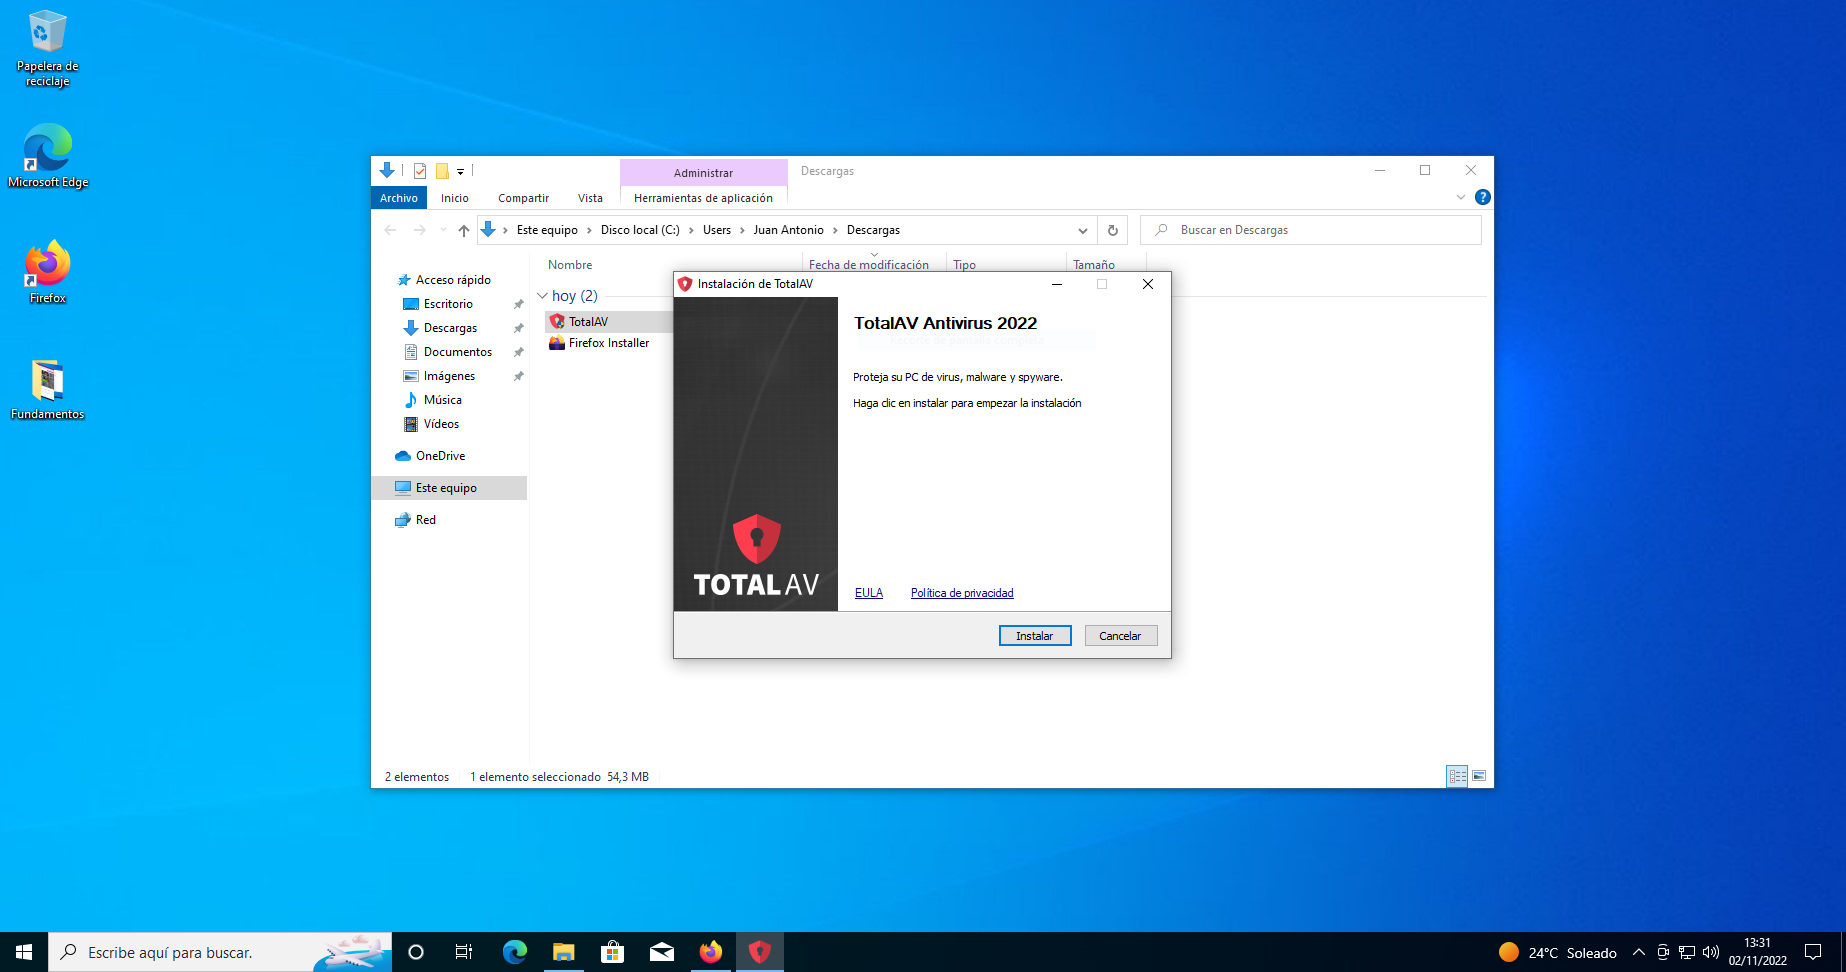 Papelera de
reciclaje
Microsoft Edge
Firefox
Fundamentos
Administrar
Descargas
Archivo
Inicio
Compartir
Vista
Herramientas de aplicación
Este equipo
Disco local (C:)
Users
Juan Antonio
Descargas
Buscar en Descargas
Nombre
Fecha de modificación
Tipo
Tamaño
Acceso rápido
Escritorio
Descargas
Documentos
Imágenes
Música
Vídeos
OneDrive
Este equipo
Red
hoy (2)
TotalAV
Firefox Installer
Instalación de TotalAV
TotalAV Antivirus 2022
Recorte de pantalla completa
Proteja su PC de virus, malware y spyware.
Haga clic en instalar para empezar la instalación
TOTALAV
EULA
Política de privacidad
Instalar
Cancelar
2 elementos
1 elemento seleccionado 54,3 MB
Escribe aquí para buscar.
24°C Soleado
13:31
02/11/2022